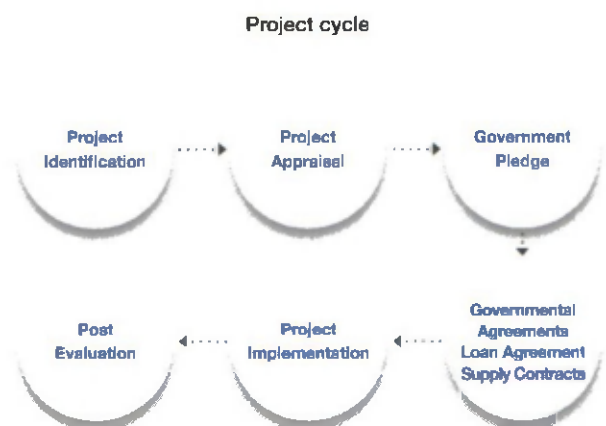 Project cycle
Project
Identification
Project
Appraisal
Government
Pledge
Governmental
Agreements
Loan Agreement
Supply Contracts
Project
Implementation
Post
Evaluation